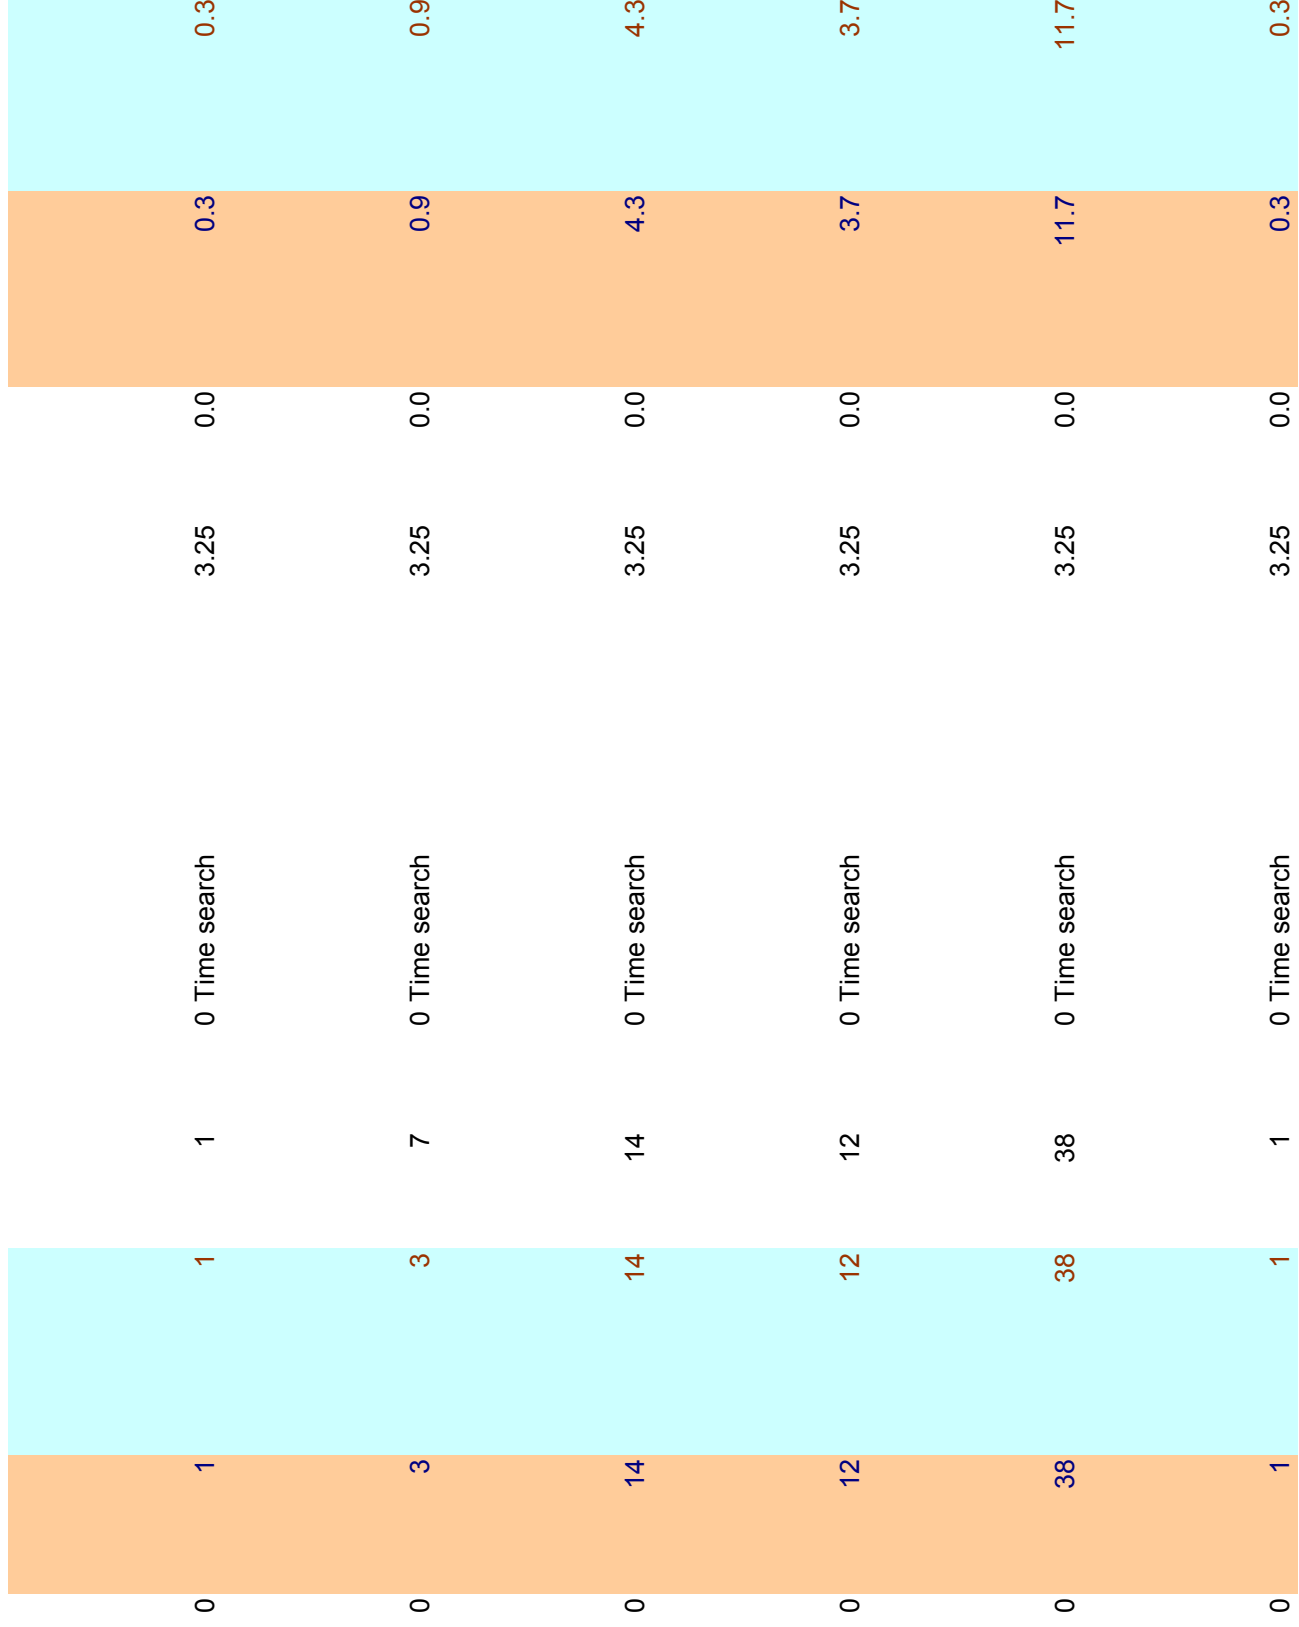 0 1 1 1 0 Time search 3.25 0.0 0.3 0.3
0 3 3 7 0 Time search 3.25 0.0 0.9 0.9
0 14 14 14 0 Time search 3.25 0.0 4.3 4.3
0 12 12 12 0 Time search 3.25 0.0 3.7 3.7
0 38 38 38 0 Time search 3.25 0.0 11.7 11.7
0 1 1 1 0 Time search 3.25 0.0 0.3 0.3